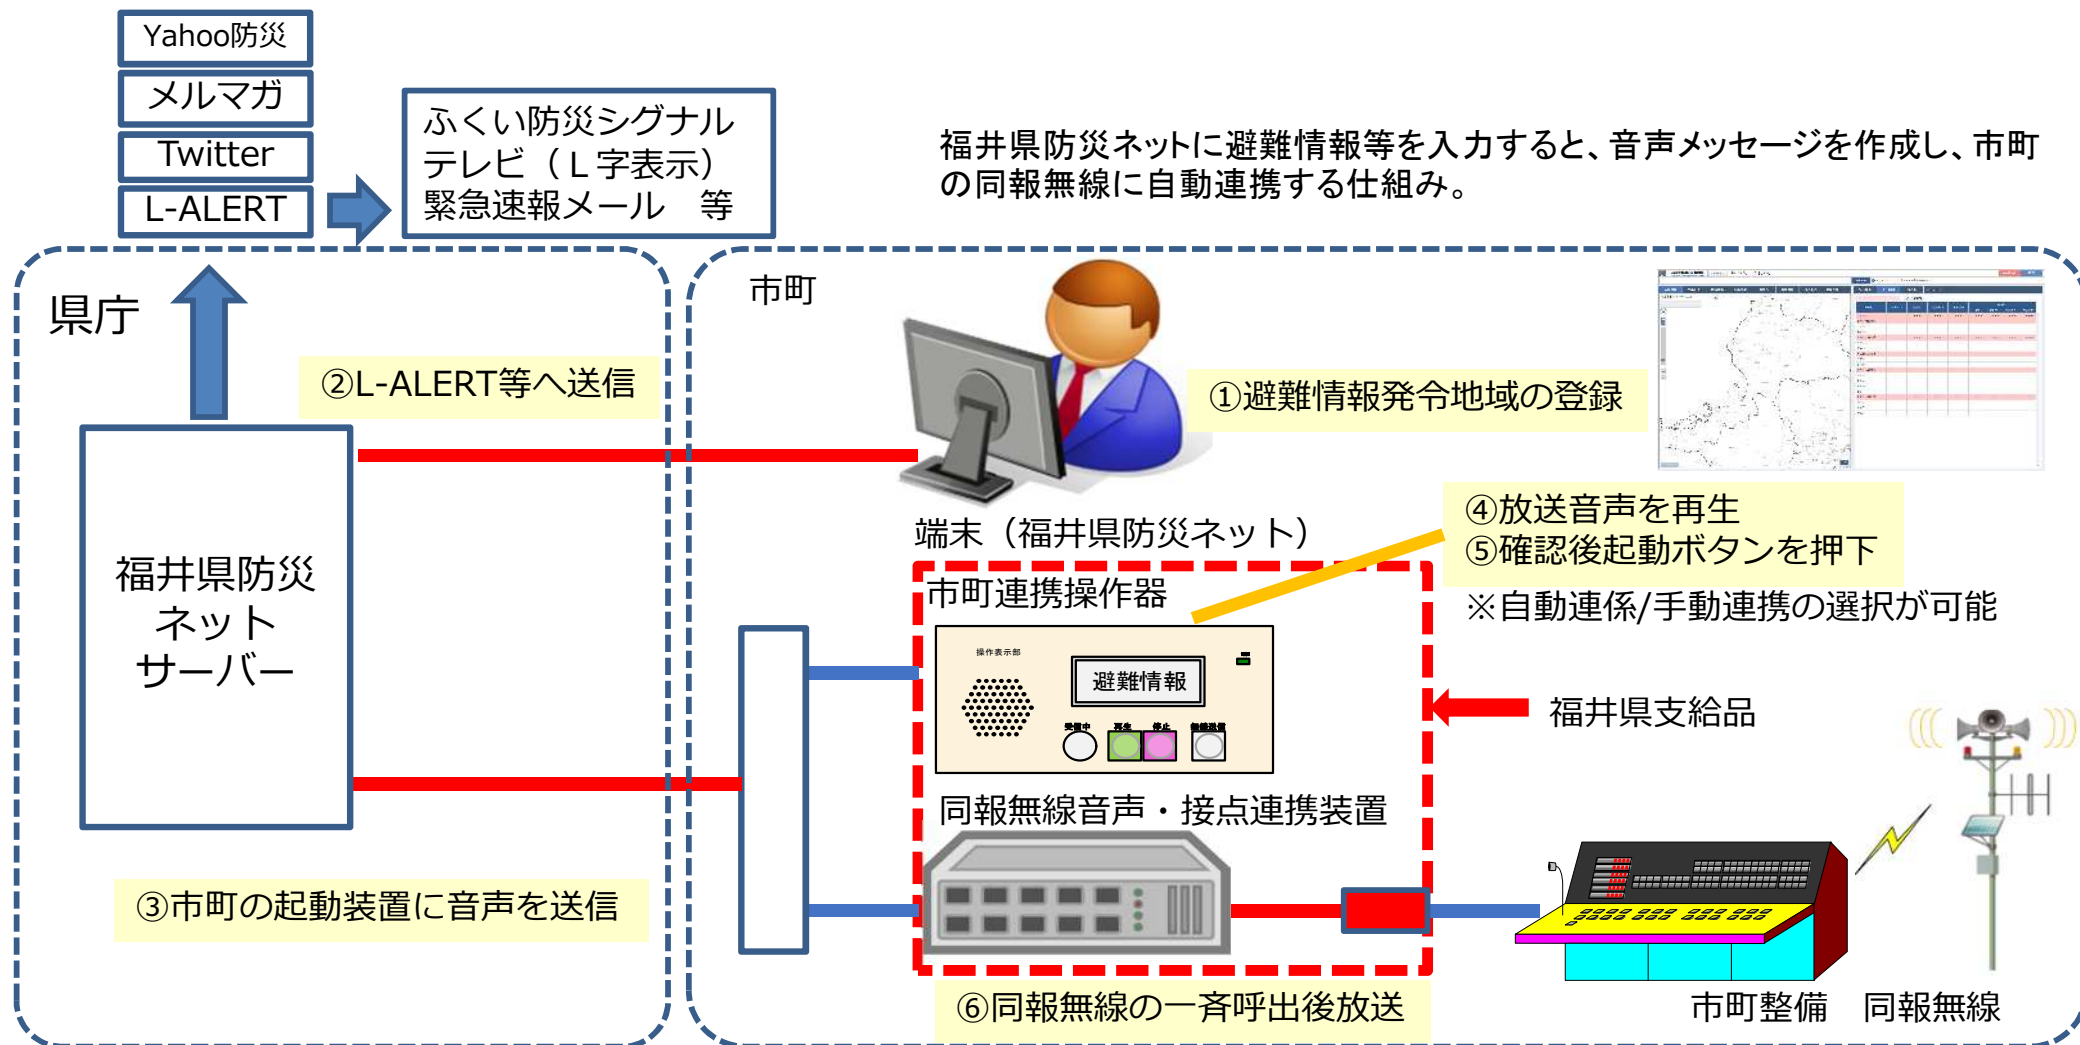 Yahoo防災
メルマガ
Twitter
L-ALERT
ふくい防災シグナル
テレビ（Ｌ字表示）
緊急速報メール　等
福井県防災ネットに避難情報等を入力すると、音声メッセージを作成し、市町
の同報無線に自動連携する仕組み。
県庁
市町
②L-ALERT等へ送信
①避難情報発令地域の登録
福井県防災
ネット
サーバー
端末（福井県防災ネット）
④放送音声を再生
⑤確認後起動ボタンを押下
※自動連係/手動連携の選択が可能
市町連携操作器
操作表示部
避難情報
受信中
再生
停止
福井県支給品
同報無線音声・接点連携装置
③市町の起動装置に音声を送信
⑥同報無線の一斉呼出後放送
市町整備　同報無線